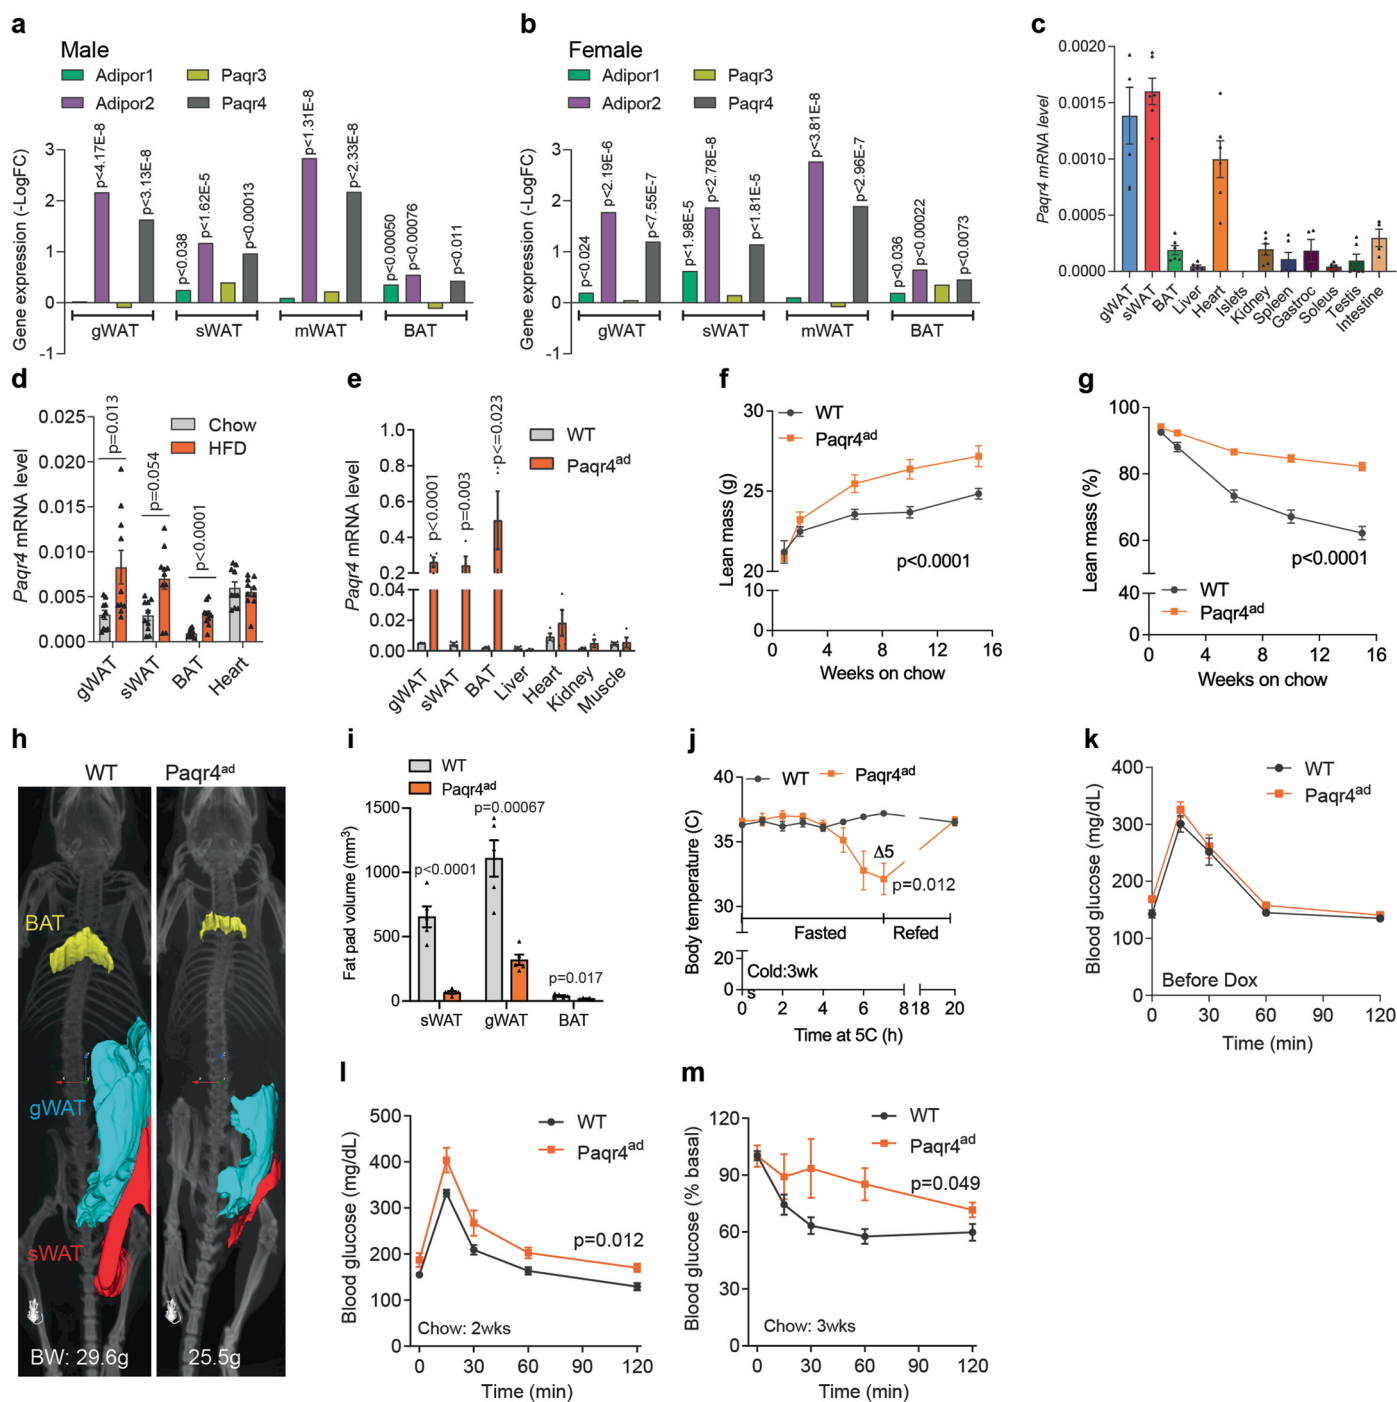 a
Male
Adipor1
Paqr3
Adipor2
Paqr4
Gene expression (-LogFC)
3
2
1
0
-1
p<4.17E-8
p<3.13E-8
p<0.038
p<1.62E-5
p<0.00013
p<1.31E-8
p<2.33E-8
p<0.00050
p<0.00076
p<0.011
gWAT
sWAT
mWAT
BAT
b
Female
Adipor1
Paqr3
Adipor2
Paqr4
Gene expression (-LogFC)
3
2
1
0
-1
p<0.024
p<2.19E-6
p<7.55E-7
p<1.98E-5
p<2.78E-8
p<1.81E-5
p<3.81E-8
p<2.96E-7
p<0.036
p<0.00022
p<0.0073
gWAT
sWAT
mWAT
BAT
c
Paqr4 mRNA level
0.0020
0.0015
0.0010
0.0005
0.0000
gWAT
sWAT
BAT
Liver
Heart
Islets
Kidney
Spleen
Gastroc
Soleus
Testis
Intestine
d
Paqr4 mRNA level
0.025
0.020
0.015
0.010
0.005
0.000
Chow
HFD
p=0.013
p=0.054
p<0.0001
gWAT
sWAT
BAT
Heart
e
Paqr4 mRNA level
1.0
0.8
0.6
0.4
0.2
0.04
0.02
0.00
WT
Paqr4ad
p<0.0001
p=0.003
p<=0.023
gWAT
sWAT
BAT
Liver
Heart
Kidney
Muscle
f
Lean mass (g)
30
25
20
10
0
WT
Paqr4ad
p<0.0001
0
4
8
12
16
Weeks on chow
g
Lean mass (%)
100
80
60
40
0
p<0.0001
WT
Paqr4ad
0
4
8
12
16
Weeks on chow
h
WT
Paqr4ad
BAT
gWAT
sWAT
BW: 29.6g
25.5g
i
WT
Paqr4ad
Fat pad volume (mm3)
1500
1000
500
0
p<0.0001
p=0.00067
p=0.017
sWAT
gWAT
BAT
j
WT
Paqr4ad
Body temperature (C)
40
35
30
20
0
Δ5
p=0.012
Fasted
Refed
Cold:3wk
s
0
2
4
6
8
18
20
Time at 5C (h)
k
Blood glucose (mg/dL)
400
300
200
100
0
WT
Paqr4ad
Before Dox
0
30
60
90
120
Time (min)
l
Blood glucose (mg/dL)
500
400
300
200
100
0
WT
Paqr4ad
p=0.012
Chow: 2wks
0
30
60
90
120
Time (min)
m
Blood glucose (% basal)
120
90
60
30
0
WT
Paqr4ad
p=0.049
Chow: 3wks
0
30
60
90
120
Time (min)